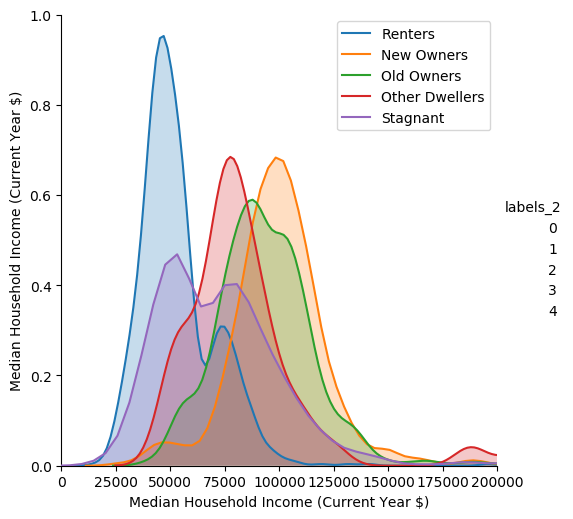 1.0
0.8
0.6
0.4
0.2
0.0
Median Household Income (Current Year $)
Renters
New Owners
Old Owners
Other Dwellers
Stagnant
labels_2
0
1
2
3
4
0 25000 50000 75000 100000 125000 150000 175000 200000
Median Household Income (Current Year $)